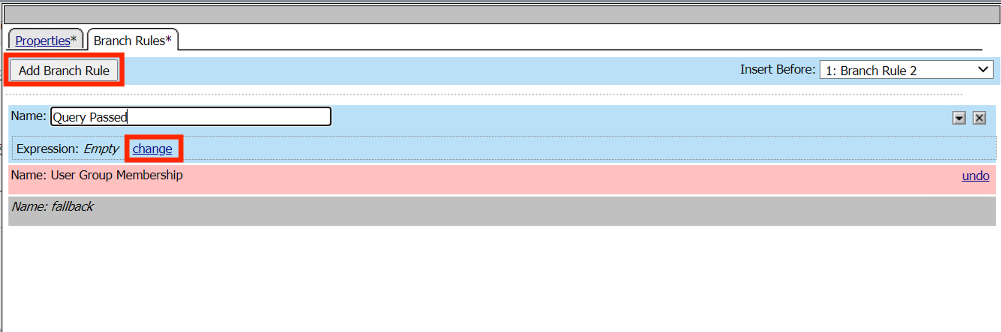 Properties* Branch Rules*
Add Branch Rule Insert Before: 1: Branch Rule 2
Name: Query Passed
Expression: Empty change
Name: User Group Membership undo
Name: fallback